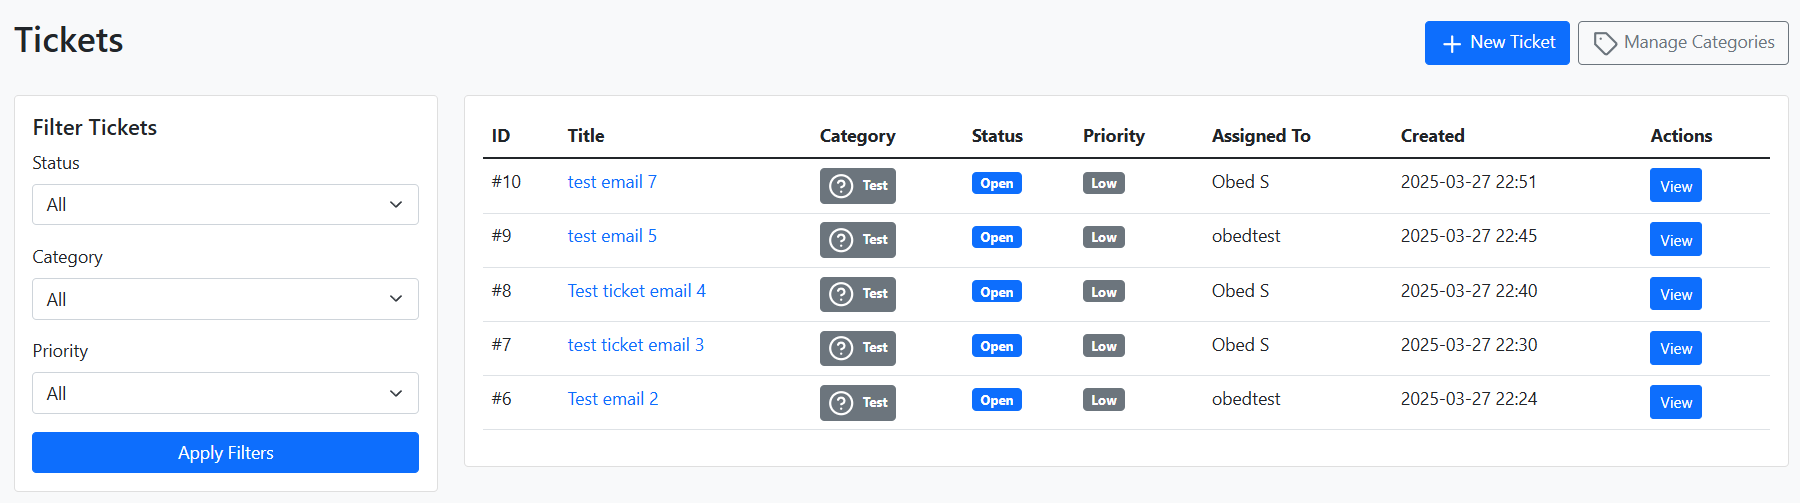 Tickets
New Ticket
Manage Categories
Filter Tickets
Status
All
Category
All
Priority
All
Apply Filters
ID Title Category Status Priority Assigned To Created Actions
#10 test email 7 Test Open Low Obed S 2025-03-27 22:51 View
#9 test email 5 Test Open Low obedtest 2025-03-27 22:45 View
#8 Test ticket email 4 Test Open Low Obed S 2025-03-27 22:40 View
#7 test ticket email 3 Test Open Low Obed S 2025-03-27 22:30 View
#6 Test email 2 Test Open Low obedtest 2025-03-27 22:24 View